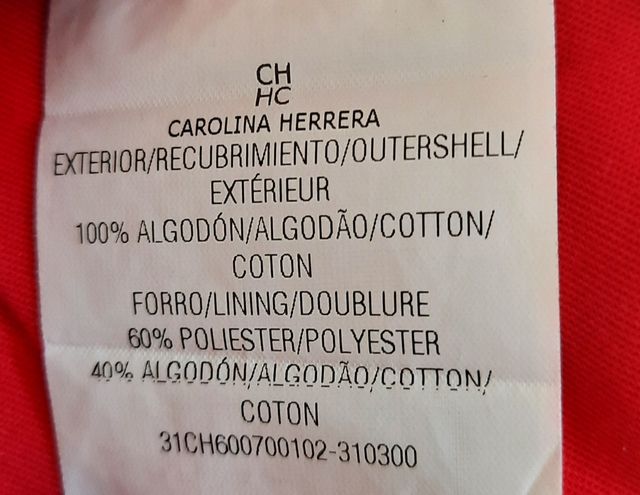 CH
HC
CAROLINA HERRERA
EXTERIOR/RECUBRIMIENTO/OUTERSHELL/
EXTÉRIEUR
100% ALGODÓN/ALGODÃO/COTTON/
COTON
FORRO/LINING/DOUBLURE
60% POLIESTER/POLYESTER
40% ALGODÓN/ALGODÃO/COTTON/
COTON
31CH600700102-310300